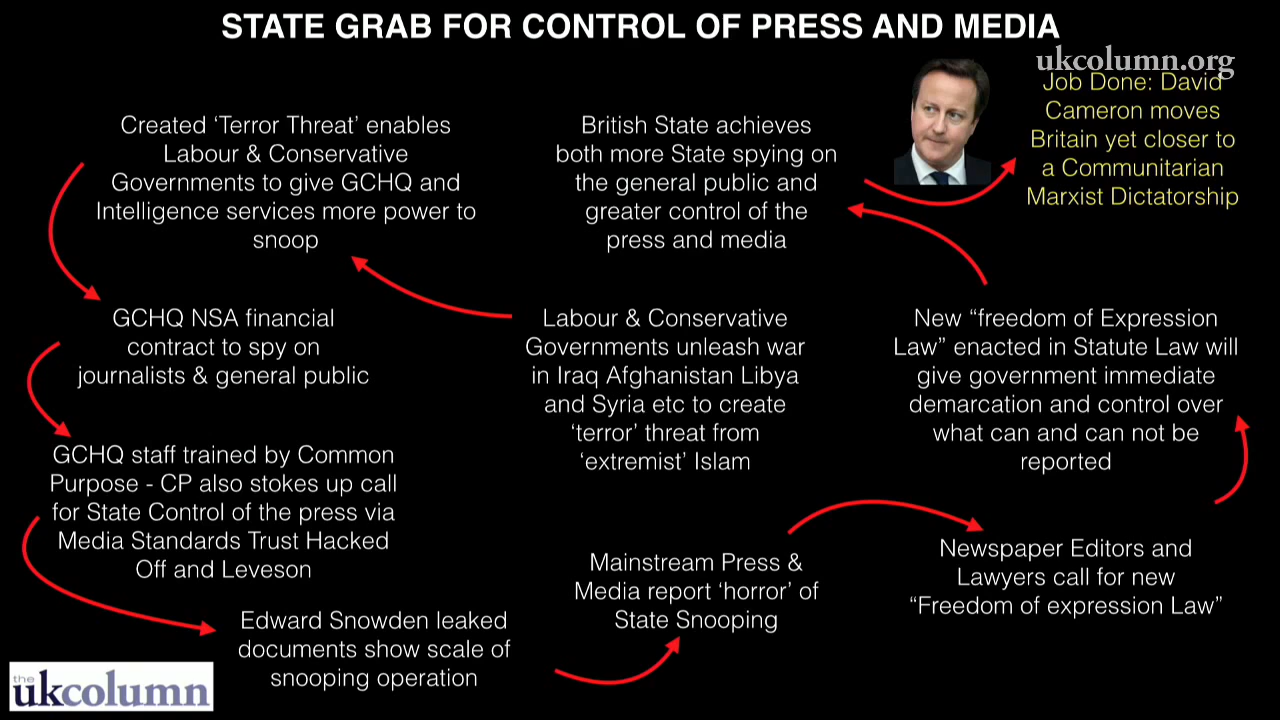 STATE GRAB FOR CONTROL OF PRESS AND MEDIA
ukcolumn.org
Job Done: David
Cameron moves
Britain yet closer to
a Communitarian
Marxist Dictatorship
Created ‘Terror Threat’ enables
Labour & Conservative
Governments to give GCHQ and
Intelligence services more power to
snoop
British State achieves
both more State spying on
the general public and
greater control of the
press and media
GCHQ NSA financial
contract to spy on
journalists & general public
Labour & Conservative
Governments unleash war
in Iraq Afghanistan Libya
and Syria etc to create
‘terror’ threat from
‘extremist’ Islam
New “freedom of Expression
Law” enacted in Statute Law will
give government immediate
demarcation and control over
what can and can not be
reported
GCHQ staff trained by Common
Purpose - CP also stokes up call
for State Control of the press via
Media Standards Trust Hacked
Off and Leveson
Mainstream Press &
Media report ‘horror’ of
State Snooping
Newspaper Editors and
Lawyers call for new
“Freedom of expression Law”
Edward Snowden leaked
documents show scale of
snooping operation
the
ukcolumn